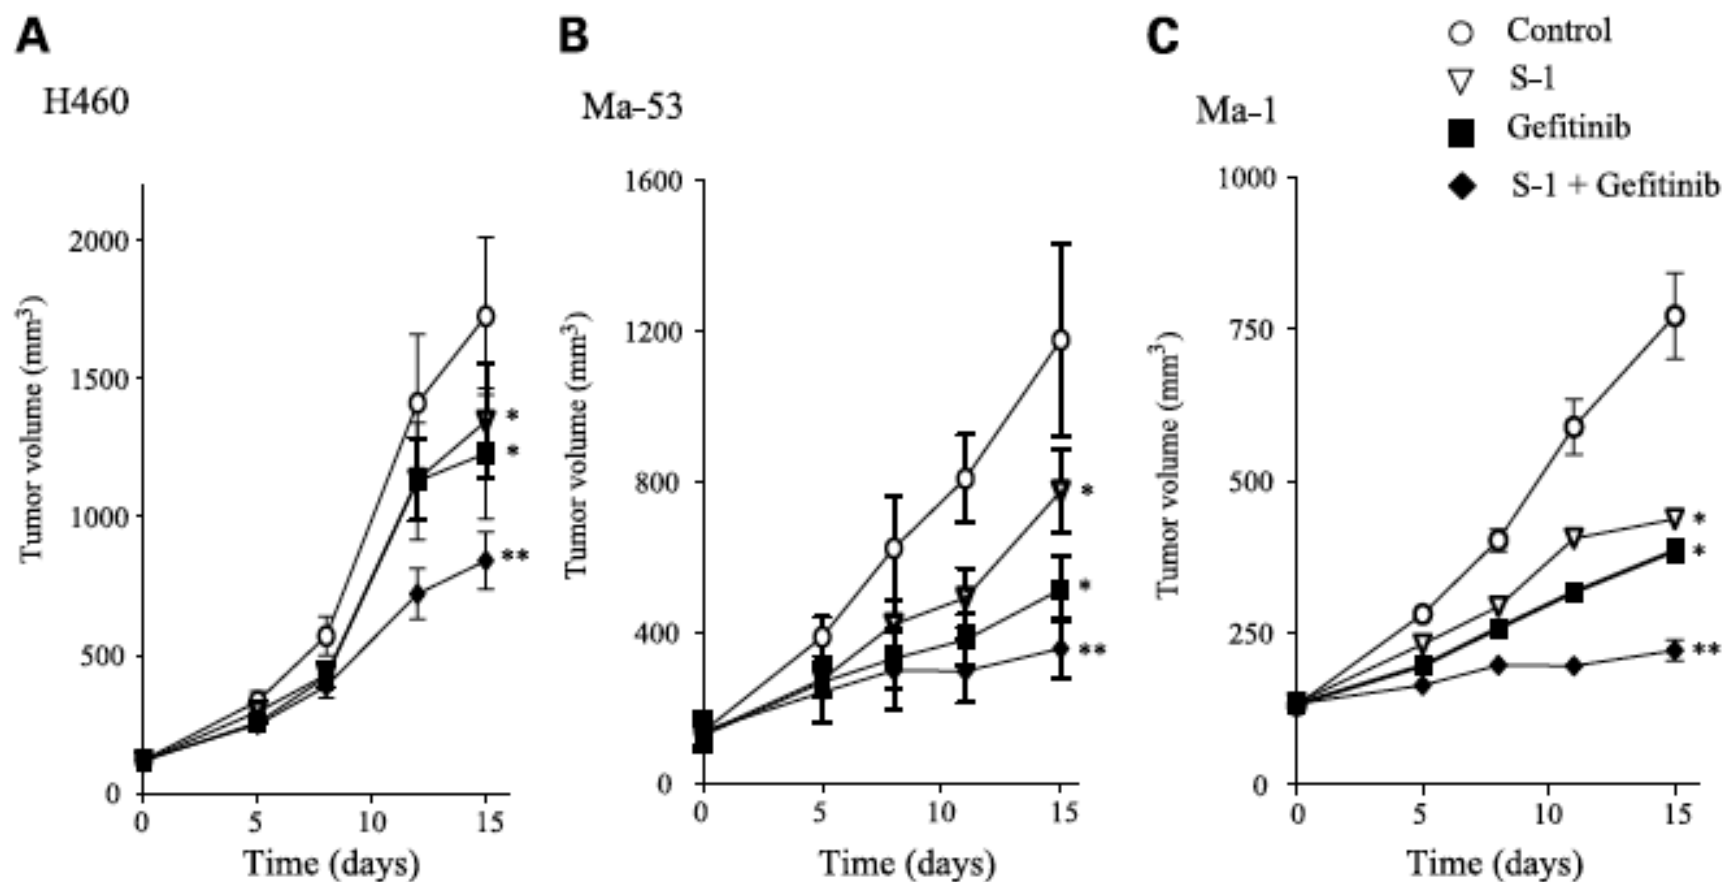 A
H460
Tumor volume (mm³)
2000
1500
1000
500
0
0 5 10 15
Time (days)
*
*
**
B
Ma-53
Tumor volume (mm³)
1600
1200
800
400
0
0 5 10 15
Time (days)
*
*
**
C
Ma-1
Tumor volume (mm³)
1000
750
500
250
0
0 5 10 15
Time (days)
*
*
**
Control
S-1
Gefitinib
S-1 + Gefitinib